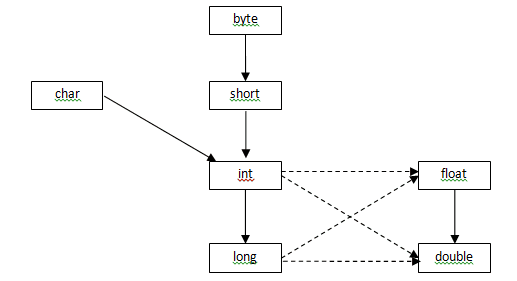 byte
char
short
int
float
long
double